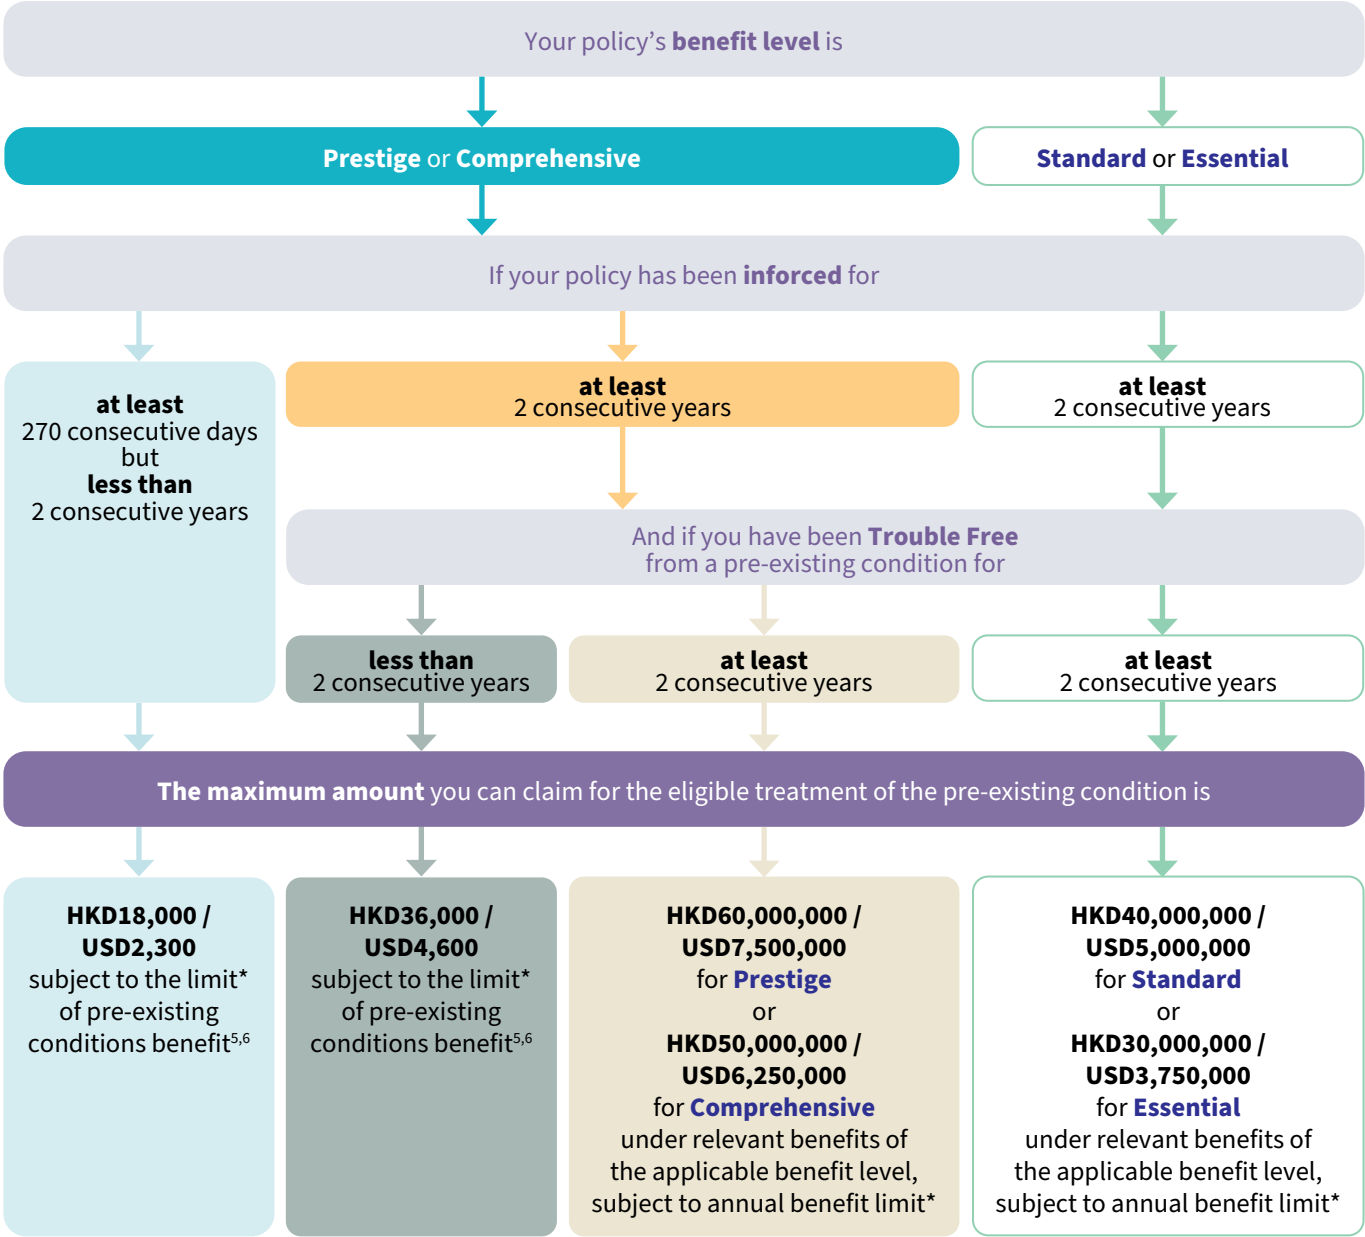 Your policy’s benefit level is
Prestige or Comprehensive
Standard or Essential
If your policy has been inforced for
at least
270 consecutive days
but
less than
2 consecutive years
at least
2 consecutive years
at least
2 consecutive years
And if you have been Trouble Free
from a pre-existing condition for
less than
2 consecutive years
at least
2 consecutive years
at least
2 consecutive years
The maximum amount you can claim for the eligible treatment of the pre-existing condition is
HKD18,000 /
USD2,300
subject to the limit*
of pre-existing
conditions benefit5,6
HKD36,000 /
USD4,600
subject to the limit*
of pre-existing
conditions benefit5,6
HKD60,000,000 /
USD7,500,000
for Prestige
or
HKD50,000,000 /
USD6,250,000
for Comprehensive
under relevant benefits of
the applicable benefit level,
subject to annual benefit limit*
HKD40,000,000 /
USD5,000,000
for Standard
or
HKD30,000,000 /
USD3,750,000
for Essential
under relevant benefits of
the applicable benefit level,
subject to annual benefit limit*